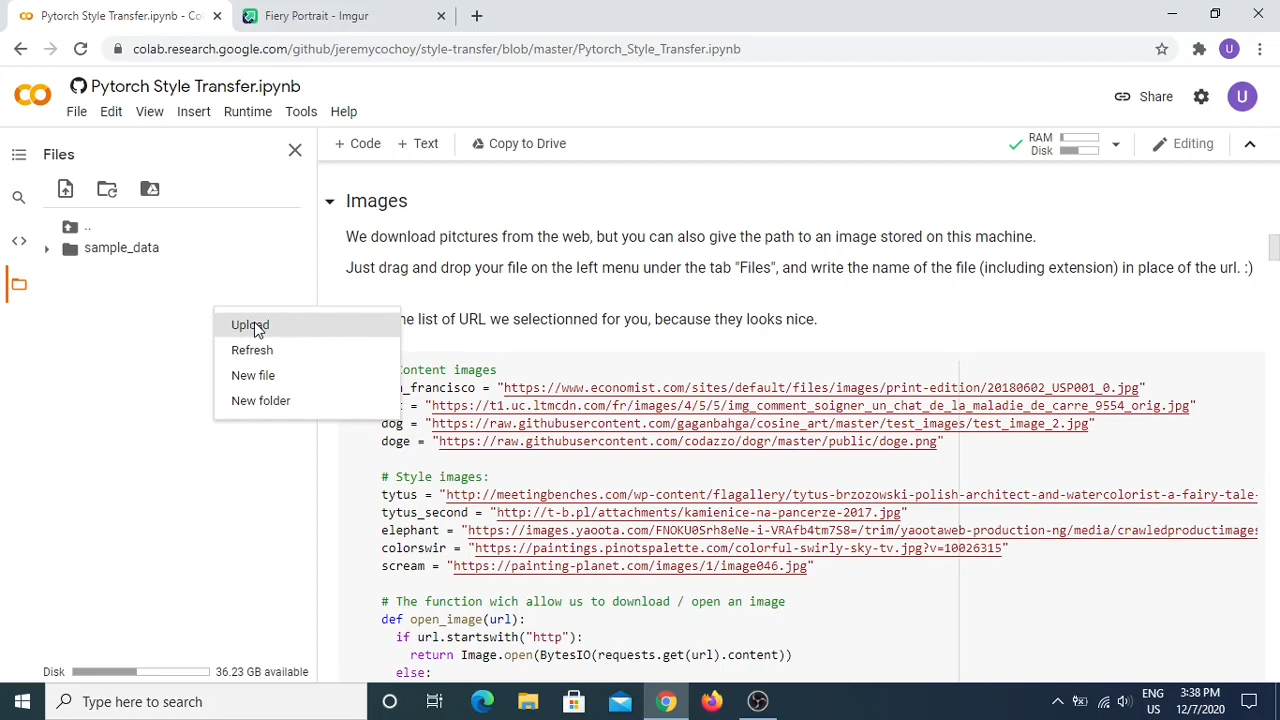 Pytorch Style Transfer.ipynb - Co
Fiery Portrait - Imgur
colab.research.google.com/github/jeremycochoy/style-transfer/blob/master/Pytorch_Style_Transfer.ipynb
U
Pytorch Style Transfer.ipynb
File Edit View Insert Runtime Tools Help
Share
U
Files
+ Code + Text Copy to Drive
RAM
Disk
Editing
..
sample_data
Upload
Refresh
New file
New folder
Disk 36.23 GB available
Images
We download pitctures from the web, but you can also give the path to an image stored on this machine.
Just drag and drop your file on the left menu under the tab "Files", and write the name of the file (including extension) in place of the url. :)
he list of URL we selectionned for you, because they looks nice.
Content images
_francisco = "https://www.economist.com/sites/default/files/images/print-edition/20180602_USP001_0.jpg"
= "https://t1.uc.ltmcdn.com/fr/images/4/5/5/img_comment_soigner_un_chat_de_la_maladie_de_carre_9554_orig.jpg"
dog = "https://raw.githubusercontent.com/gaganbahga/cosine_art/master/test_images/test_image_2.jpg"
doge = "https://raw.githubusercontent.com/codazzo/dogr/master/public/doge.png"
# Style images:
tytus = "http://meetingbenches.com/wp-content/flagallery/tytus-brzozowski-polish-architect-and-watercolorist-a-fairy-tale-
tytus_second = "http://t-b.pl/attachments/kamienice-na-pancerze-2017.jpg"
elephant = "https://images.yaoota.com/FNOKU0Srh8eNe-i-VRAfb4tm7S8=/trim/yaootaweb-production-ng/media/crawledproductimages
colorswir = "https://paintings.pinotspalette.com/colorful-swirly-sky-tv.jpg?v=10026315"
scream = "https://painting-planet.com/images/1/image046.jpg"
# The function wich allow us to download / open an image
def open_image(url):
if url.startswith("http"):
return Image.open(BytesIO(requests.get(url).content))
else:
Type here to search
ENG
US
3:38 PM
12/7/2020